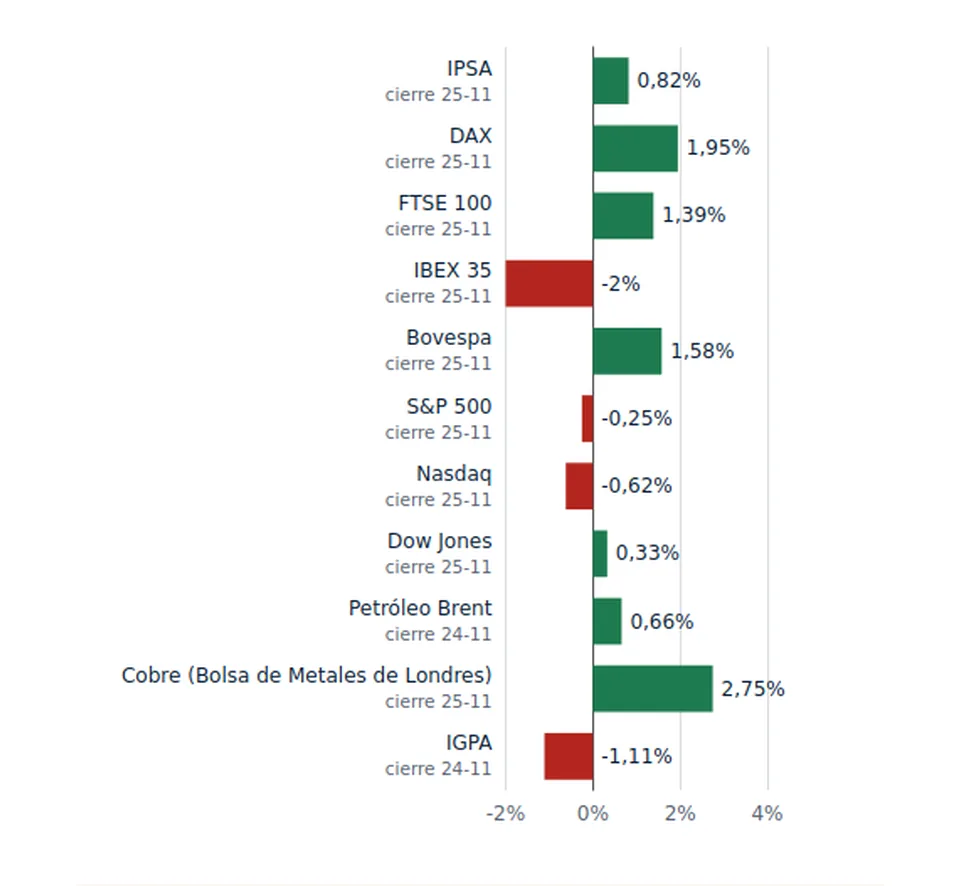 IPSA
cierre 25-11
0,82%
DAX
cierre 25-11
1,95%
FTSE 100
cierre 25-11
1,39%
IBEX 35
cierre 25-11
-2%
Bovespa
cierre 25-11
1,58%
S&P 500
cierre 25-11
-0,25%
Nasdaq
cierre 25-11
-0,62%
Dow Jones
cierre 25-11
0,33%
Petróleo Brent
cierre 24-11
0,66%
Cobre (Bolsa de Metales de Londres)
cierre 25-11
2,75%
IGPA
cierre 24-11
-1,11%
-2% 0% 2% 4%